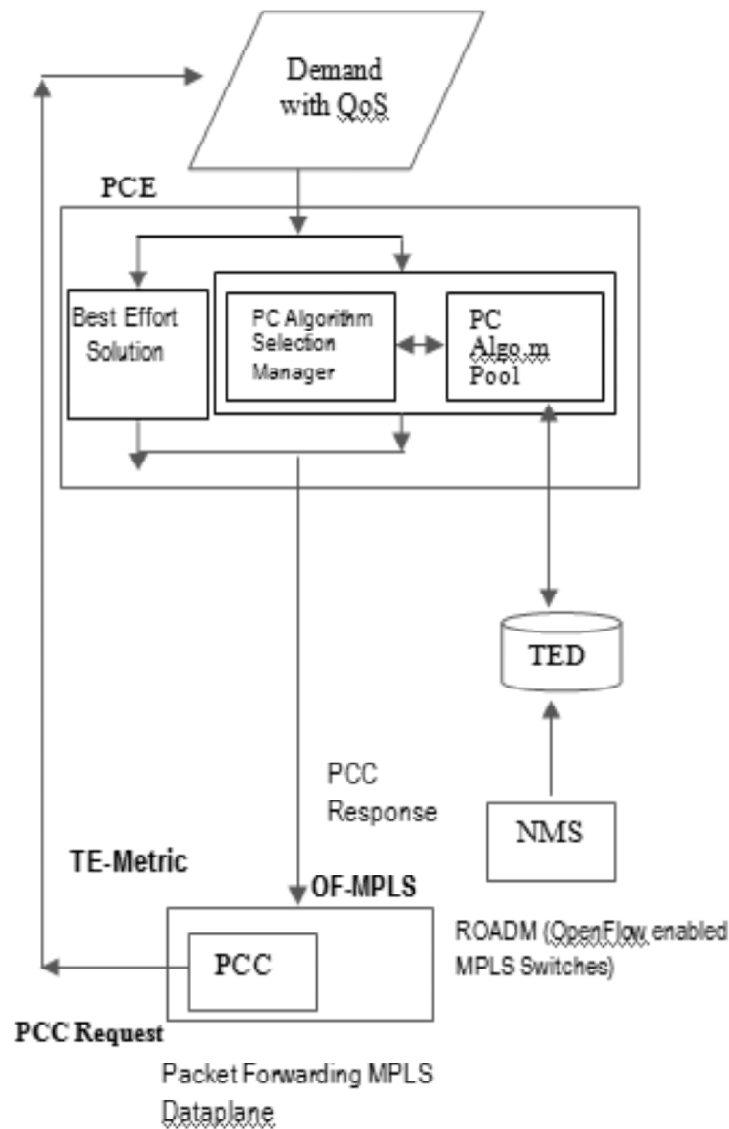 Demand
with QoS
PCE
Best Effort
Solution
PC Algorithm
Selection
Manager
PC
Algo.m
Pool
TED
PCC
Response
NMS
TE-Metric
OF-MPLS
PCC
ROADM (OpenFlow enabled
MPLS Switches)
PCC Request
Packet Forwarding MPLS
Dataplane